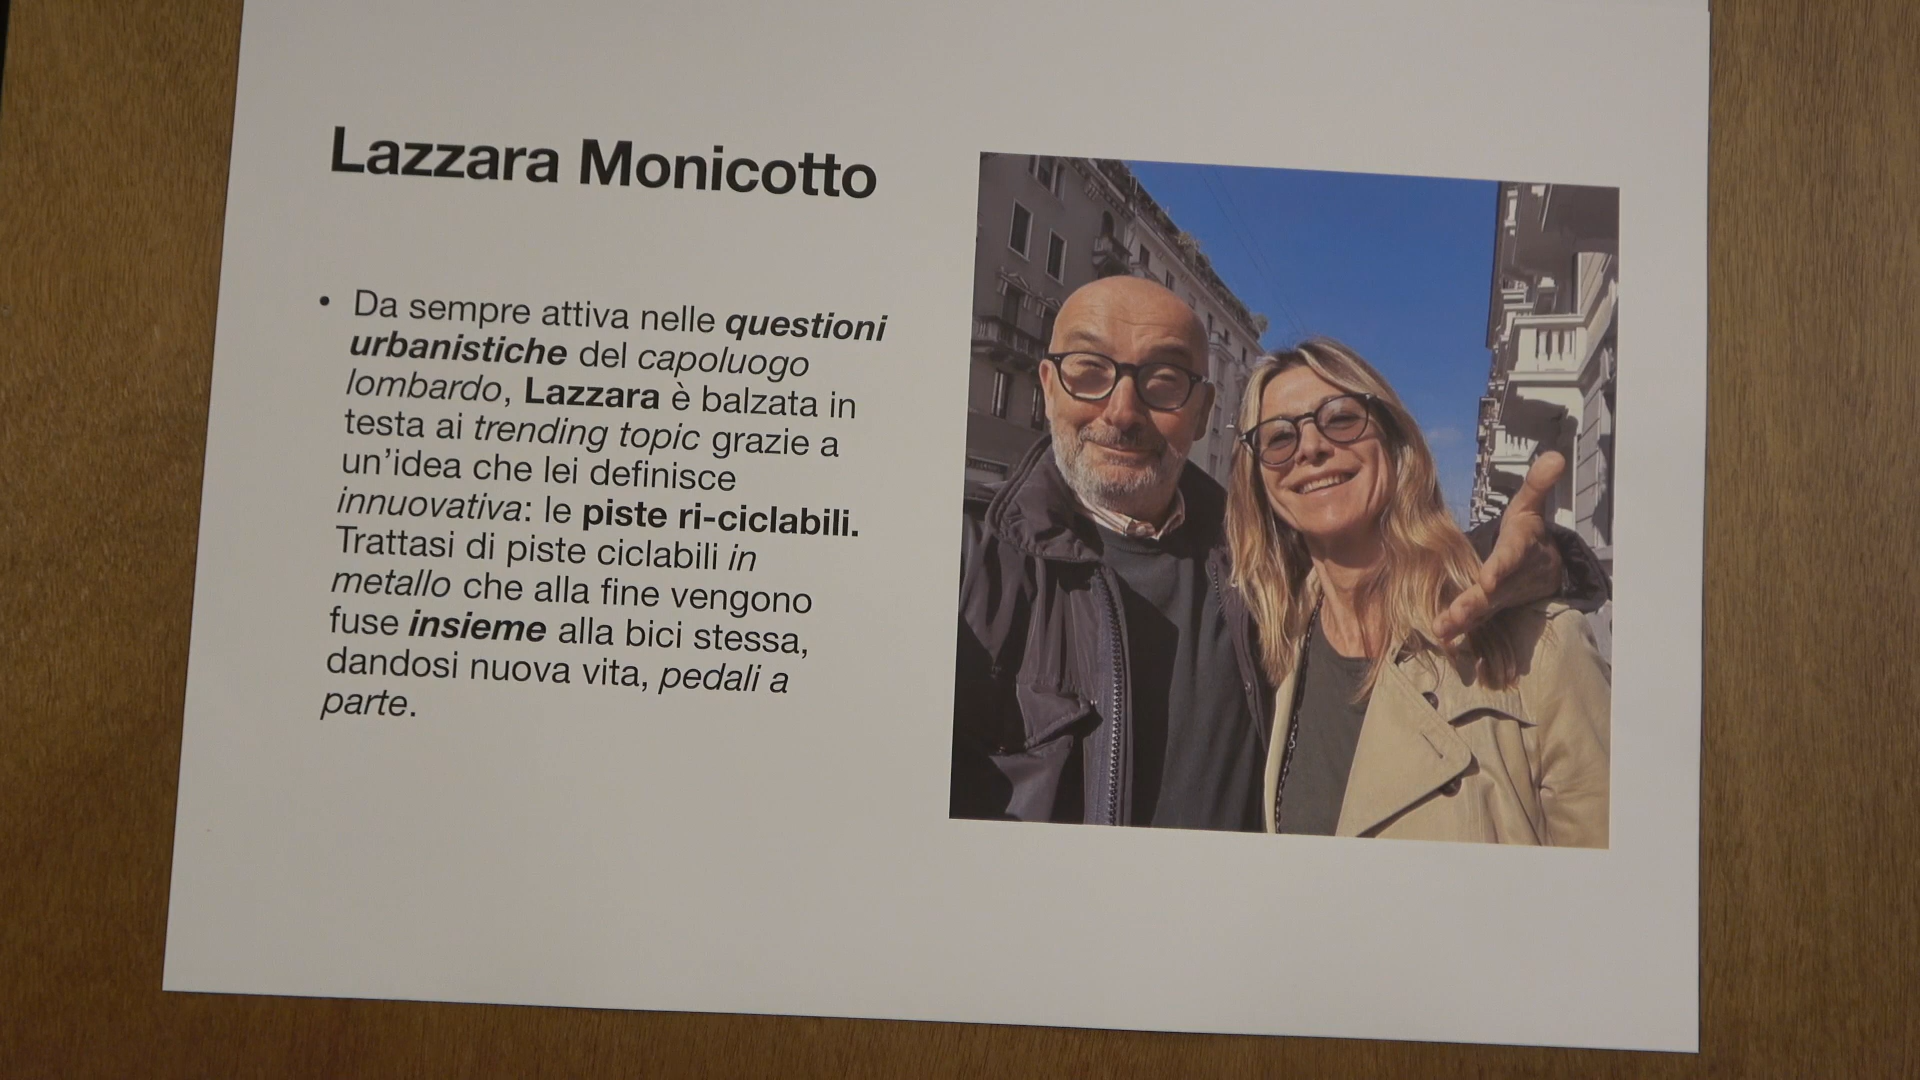 Lazzara Monicotto
• Da sempre attiva nelle questioni
urbanistiche del capoluogo
lombardo, Lazzara è balzata in
testa ai trending topic grazie a
un’idea che lei definisce
innuovativa: le piste ri-ciclabili.
Trattasi di piste ciclabili in
metallo che alla fine vengono
fuse insieme alla bici stessa,
dandosi nuova vita, pedali a
parte.